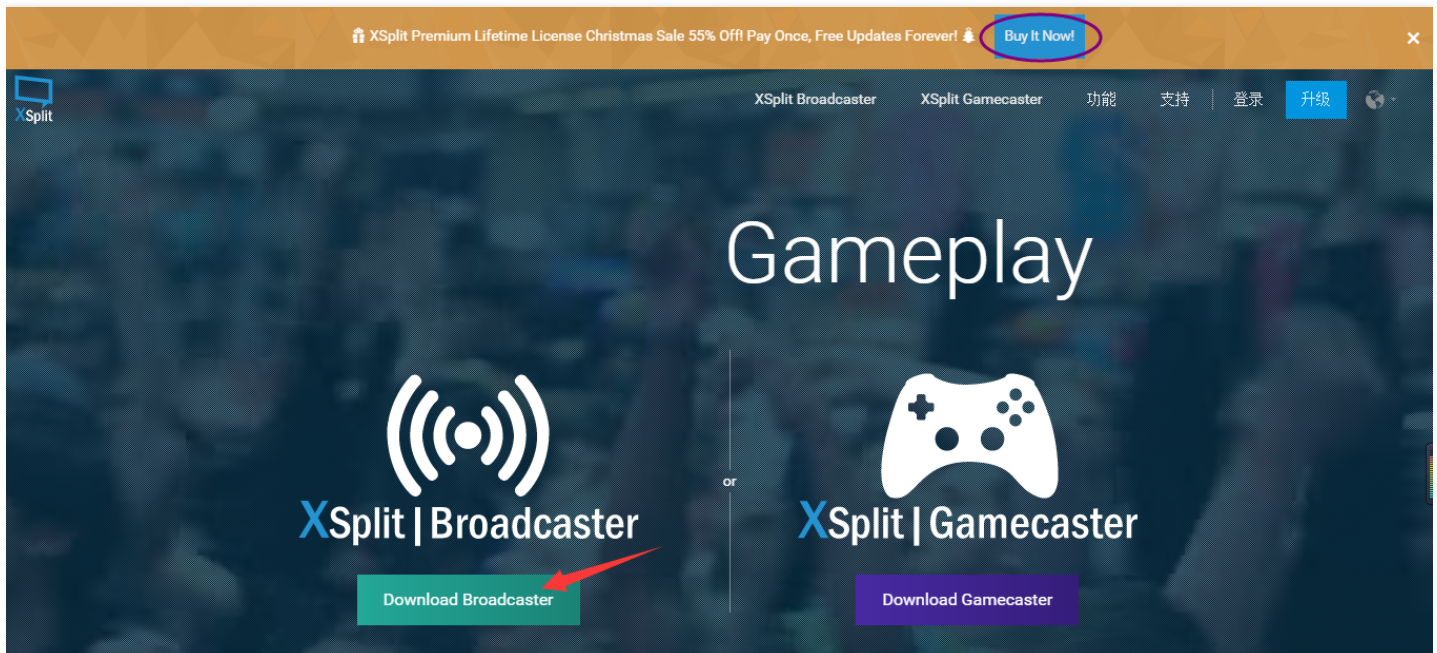 XSplit Premium Lifetime License Christmas Sale 55% Off! Pay Once, Free Updates Forever!
Buy It Now!
×
XSplit
XSplit Broadcaster
XSplit Gamecaster
功能
支持
登录
升级
Gameplay
XSplit | Broadcaster
or
XSplit | Gamecaster
Download Broadcaster
Download Gamecaster